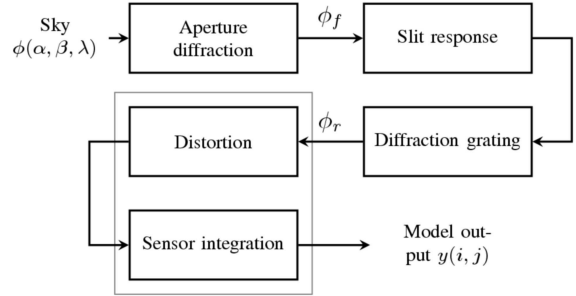 Sky
ϕ(α, β, λ)
Aperture
diffraction
ϕ_f
Slit response
Distortion
ϕ_r
Diffraction grating
Sensor integration
Model out-
put y(i, j)